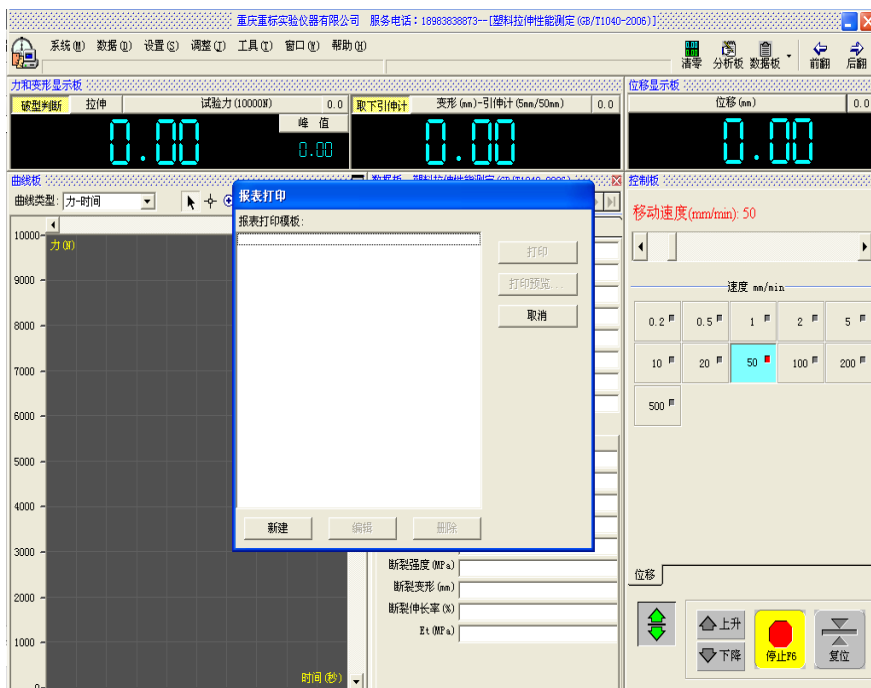 重庆重标实验仪器有限公司 服务电话：18983838873--[塑料拉伸性能测定(GB/T1040-2006)]
系统(M) 数据(D) 设置(S) 调整(J) 工具(T) 窗口(W) 帮助(H)
清零 分析板 数据板 前翻 后翻
力和变形显示板
位移显示板
破型判断 拉伸 试验力(10000N) 0.0 取下引伸计 变形(mm)-引伸计(5mm/50mm) 0.0 位移(mm) 0.0
0.00 峰 值 0.00 0.00 0.00
曲线板
控制板
曲线类型: 力-时间
力(N)
10000
9000
8000
7000
6000
5000
4000
3000
2000
1000
0
时间(秒)
报表打印
报表打印模板:
打印
打印预览...
取消
新建 编辑 删除
断裂强度(MPa)
断裂变形(mm)
断裂伸长率(%)
Et(MPa)
移动速度(mm/min): 50
速度 mm/min
0.2 0.5 1 2 5
10 20 50 100 200
500
位移
上升
下降
停止F6
复位